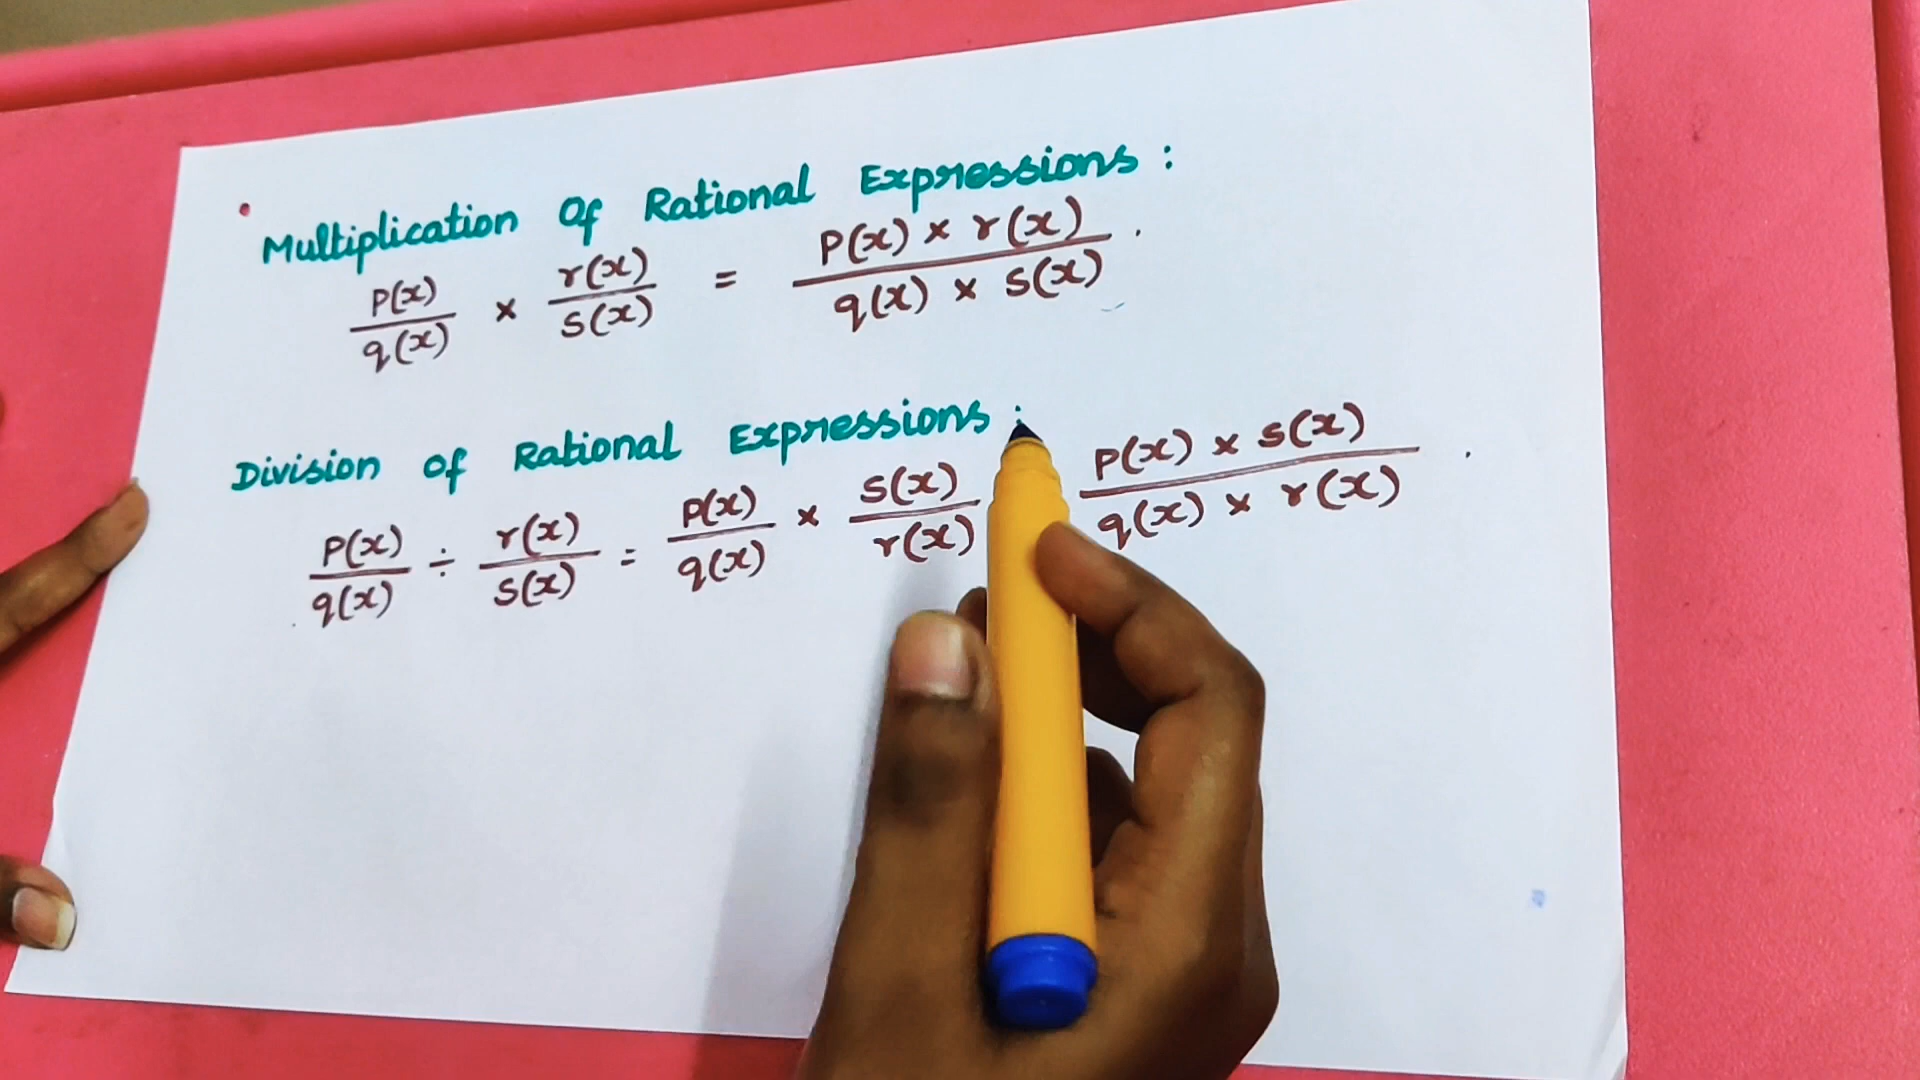 Multiplication Of Rational Expressions :
P(x)/q(x) × r(x)/s(x) = P(x) × r(x)/q(x) × s(x) .
Division of Rational Expressions :
P(x)/q(x) ÷ r(x)/s(x) = P(x)/q(x) × s(x)/r(x) P(x) × s(x)/q(x) × r(x) .